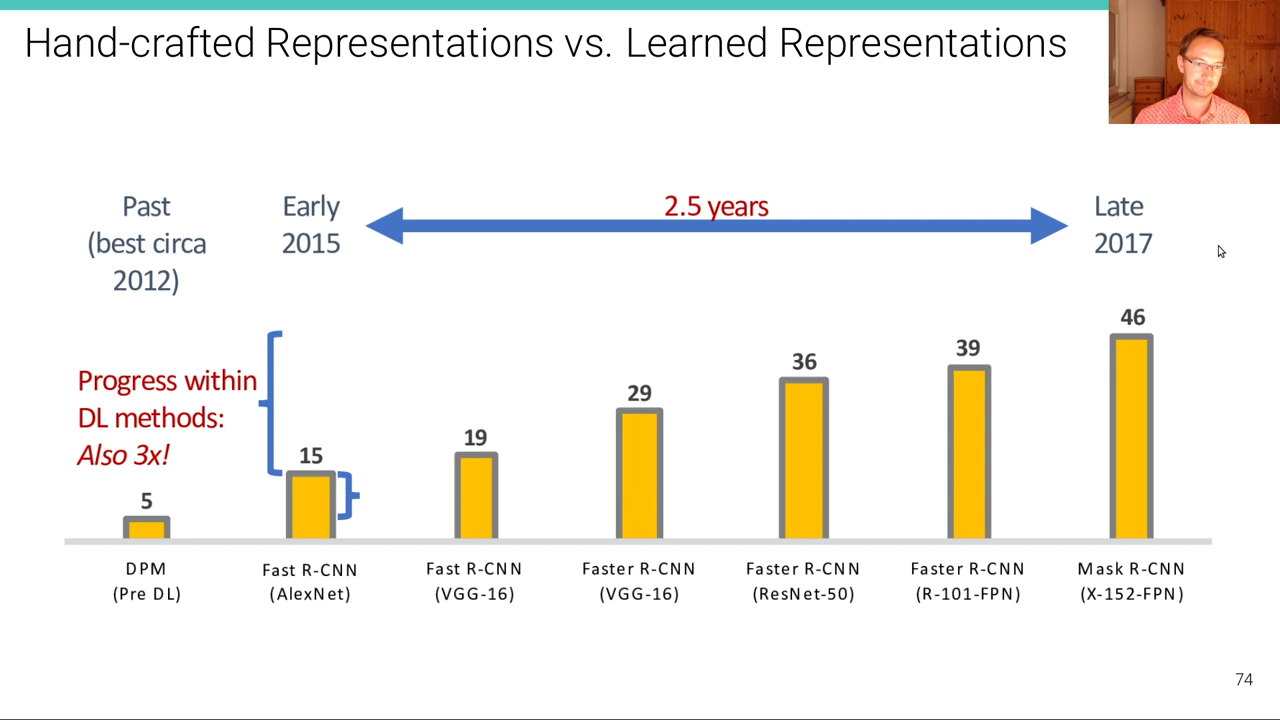 Hand-crafted Representations vs. Learned Representations
Past
(best circa
2012)
Early
2015
2.5 years
Late
2017
Progress within
DL methods:
Also 3x!
5
15
19
29
36
39
46
DPM
(Pre DL)
Fast R-CNN
(AlexNet)
Fast R-CNN
(VGG-16)
Faster R-CNN
(VGG-16)
Faster R-CNN
(ResNet-50)
Faster R-CNN
(R-101-FPN)
Mask R-CNN
(X-152-FPN)
74